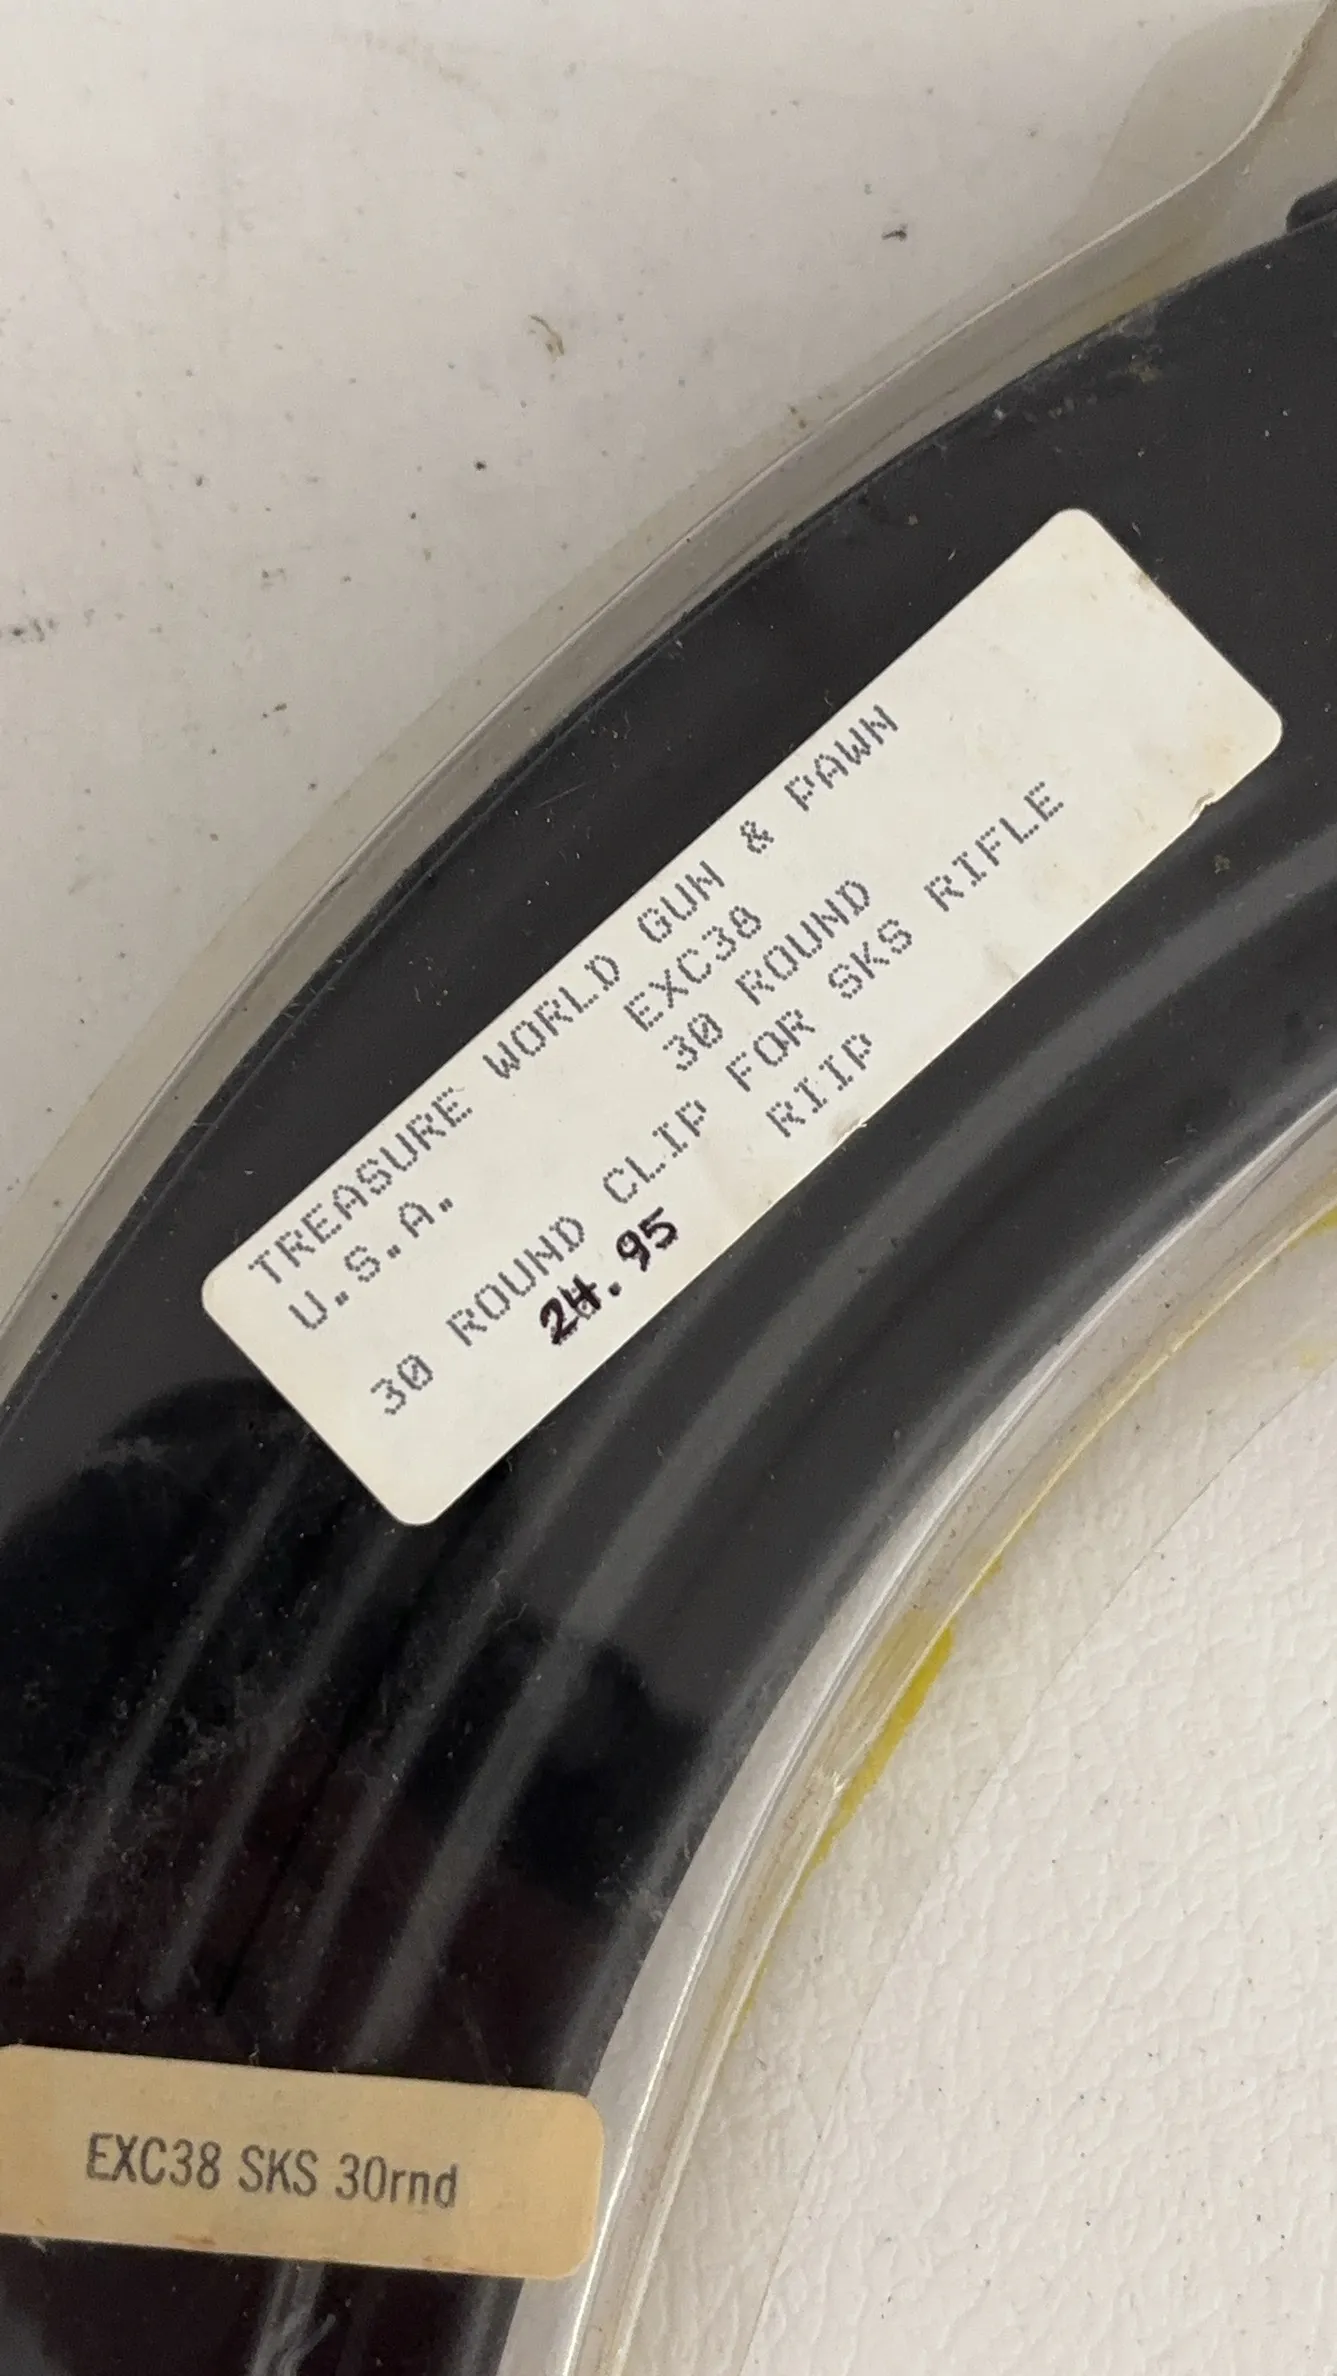 TREASURE WORLD GUN & PAWN
U.S.A.
EXC38
30 ROUND
30 ROUND CLIP FOR SKS RIFLE
24.95
RIIP
EXC38 SKS 30rnd